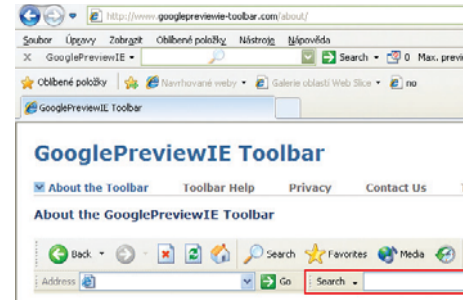 http://www.googlepreviewie-toolbar.com/about/
Soubor Úpravy Zobrazit Oblíbené položky Nástroje Nápověda
X GooglePreviewIE Search 0 Max. previ
Oblíbené položky Navrhované weby Galerie oblastí Web Slice no
GooglePreviewIE Toolbar
GooglePreviewIE Toolbar
About the Toolbar Toolbar Help Privacy Contact Us
About the GooglePreviewIE Toolbar
Back Search Favorites Media
Address Go Search